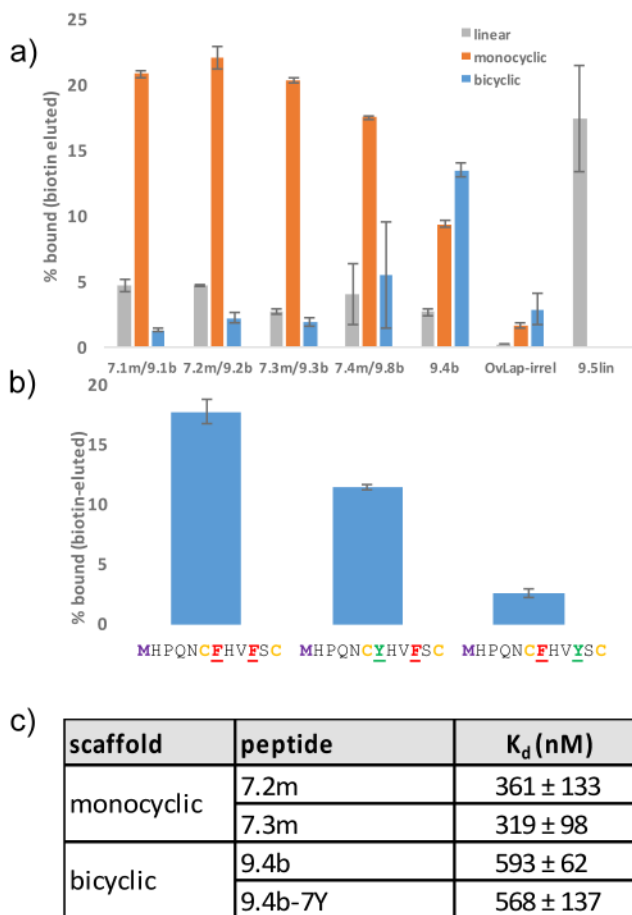 a)
25
20
15
10
5
0
% bound (biotin eluted)
linear
monocyclic
bicyclic
7.1m/9.1b 7.2m/9.2b 7.3m/9.3b 7.4m/9.8b 9.4b OvLap-irrel 9.5lin
b)
20
15
10
5
0
% bound (biotin-eluted)
MHPQNCFHVFSC MHPQNCYHVFSC MHPQNCFHVYSC
c)
scaffold peptide Kd (nM)
monocyclic
7.2m 361 ± 133
7.3m 319 ± 98
bicyclic
9.4b 593 ± 62
9.4b-7Y 568 ± 137